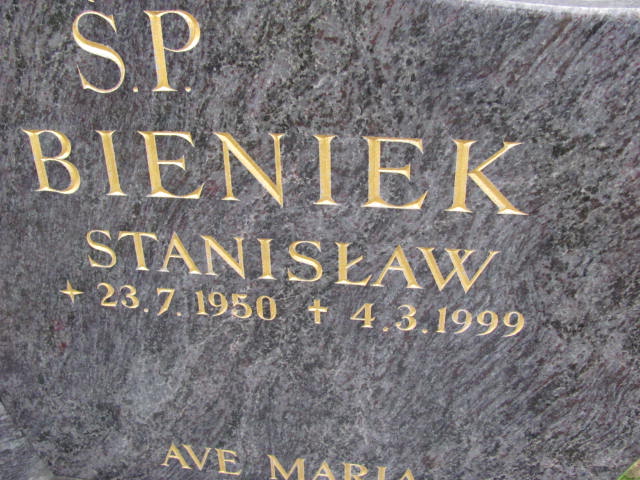 Ś.P.
BIENIEK
STANISŁAW
+ 23.7.1950 † 4.3.1999
AVE MARIA